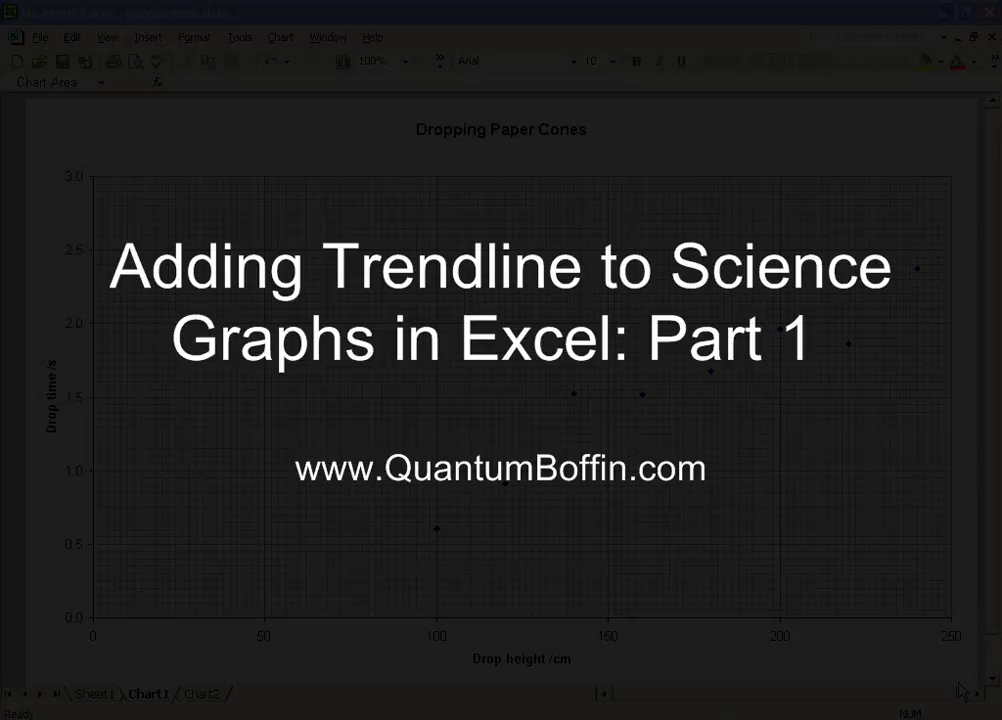 File Edit View Insert Format Tools Chart Window Help
100% Arial 10 B I U
Chart Area fx
Dropping Paper Cones
3.0
2.5
Adding Trendline to Science
2.0
Graphs in Excel: Part 1
Drop time /s
1.5
1.0
www.QuantumBoffin.com
0.5
0.0
0 50 100 150 200 250
Drop height /cm
Sheet1 Chart1 Chart2
Ready NUM